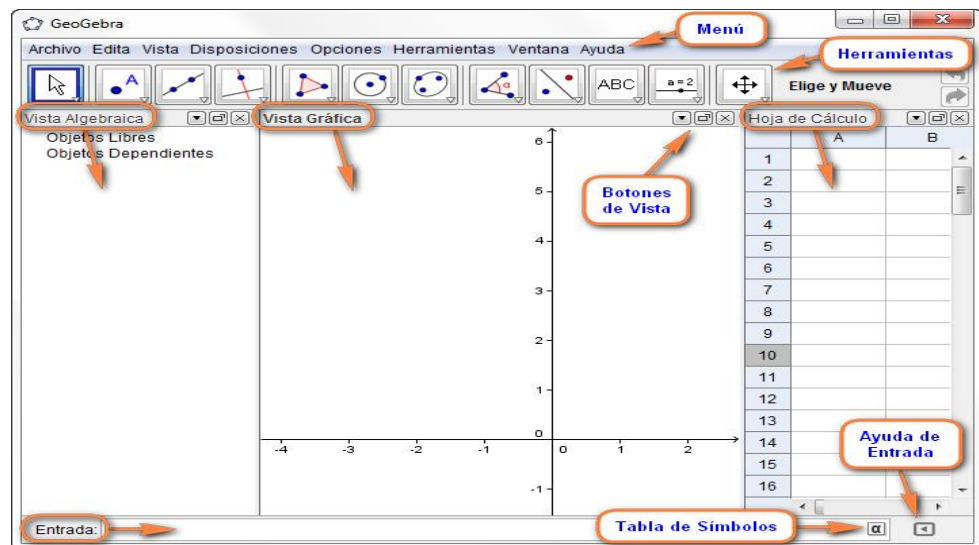 GeoGebra
Menú
Archivo Edita Vista Disposiciones Opciones Herramientas Ventana Ayuda
Herramientas
A
α
ABC
a=2
Elige y Mueve
Vista Algebraica
Vista Gráfica
Hoja de Cálculo
Objetos Libres
Objetos Dependientes
A B
Botones
de Vista
6
5
4
3
2
1
0
-1
-4 -3 -2 -1 0 1 2
1
2
3
4
5
6
7
8
9
10
11
12
13
14
15
16
Ayuda de
Entrada
Entrada:
Tabla de Símbolos
α